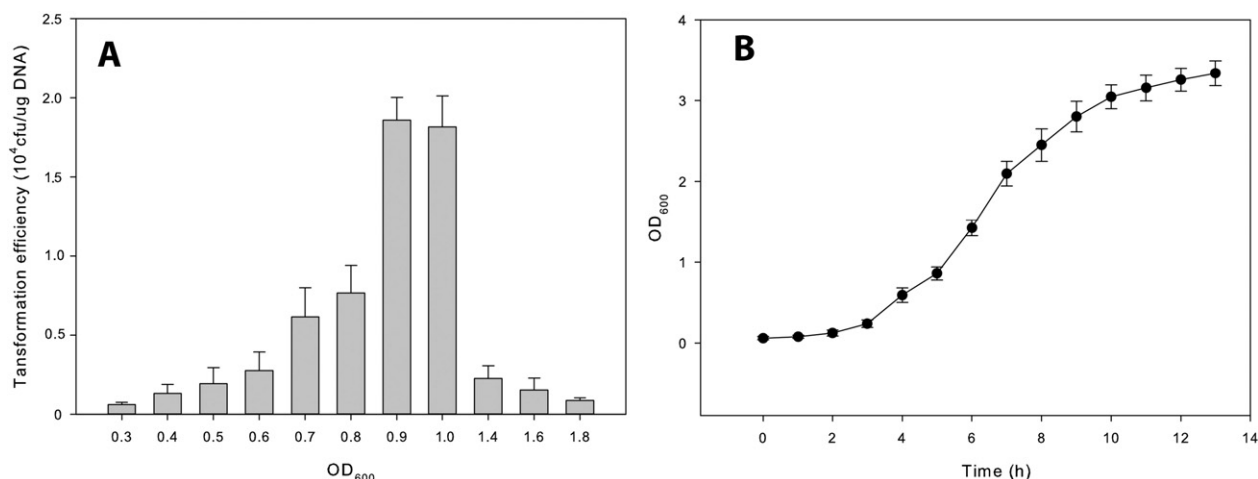 A
Tansformation efficiency (10⁴cfu/ug DNA)
2.5
2.0
1.5
1.0
0.5
0
0.3 0.4 0.5 0.6 0.7 0.8 0.9 1.0 1.4 1.6 1.8
OD₆₀₀
B
OD₆₀₀
4
3
2
1
0
0 2 4 6 8 10 12 14
Time (h)